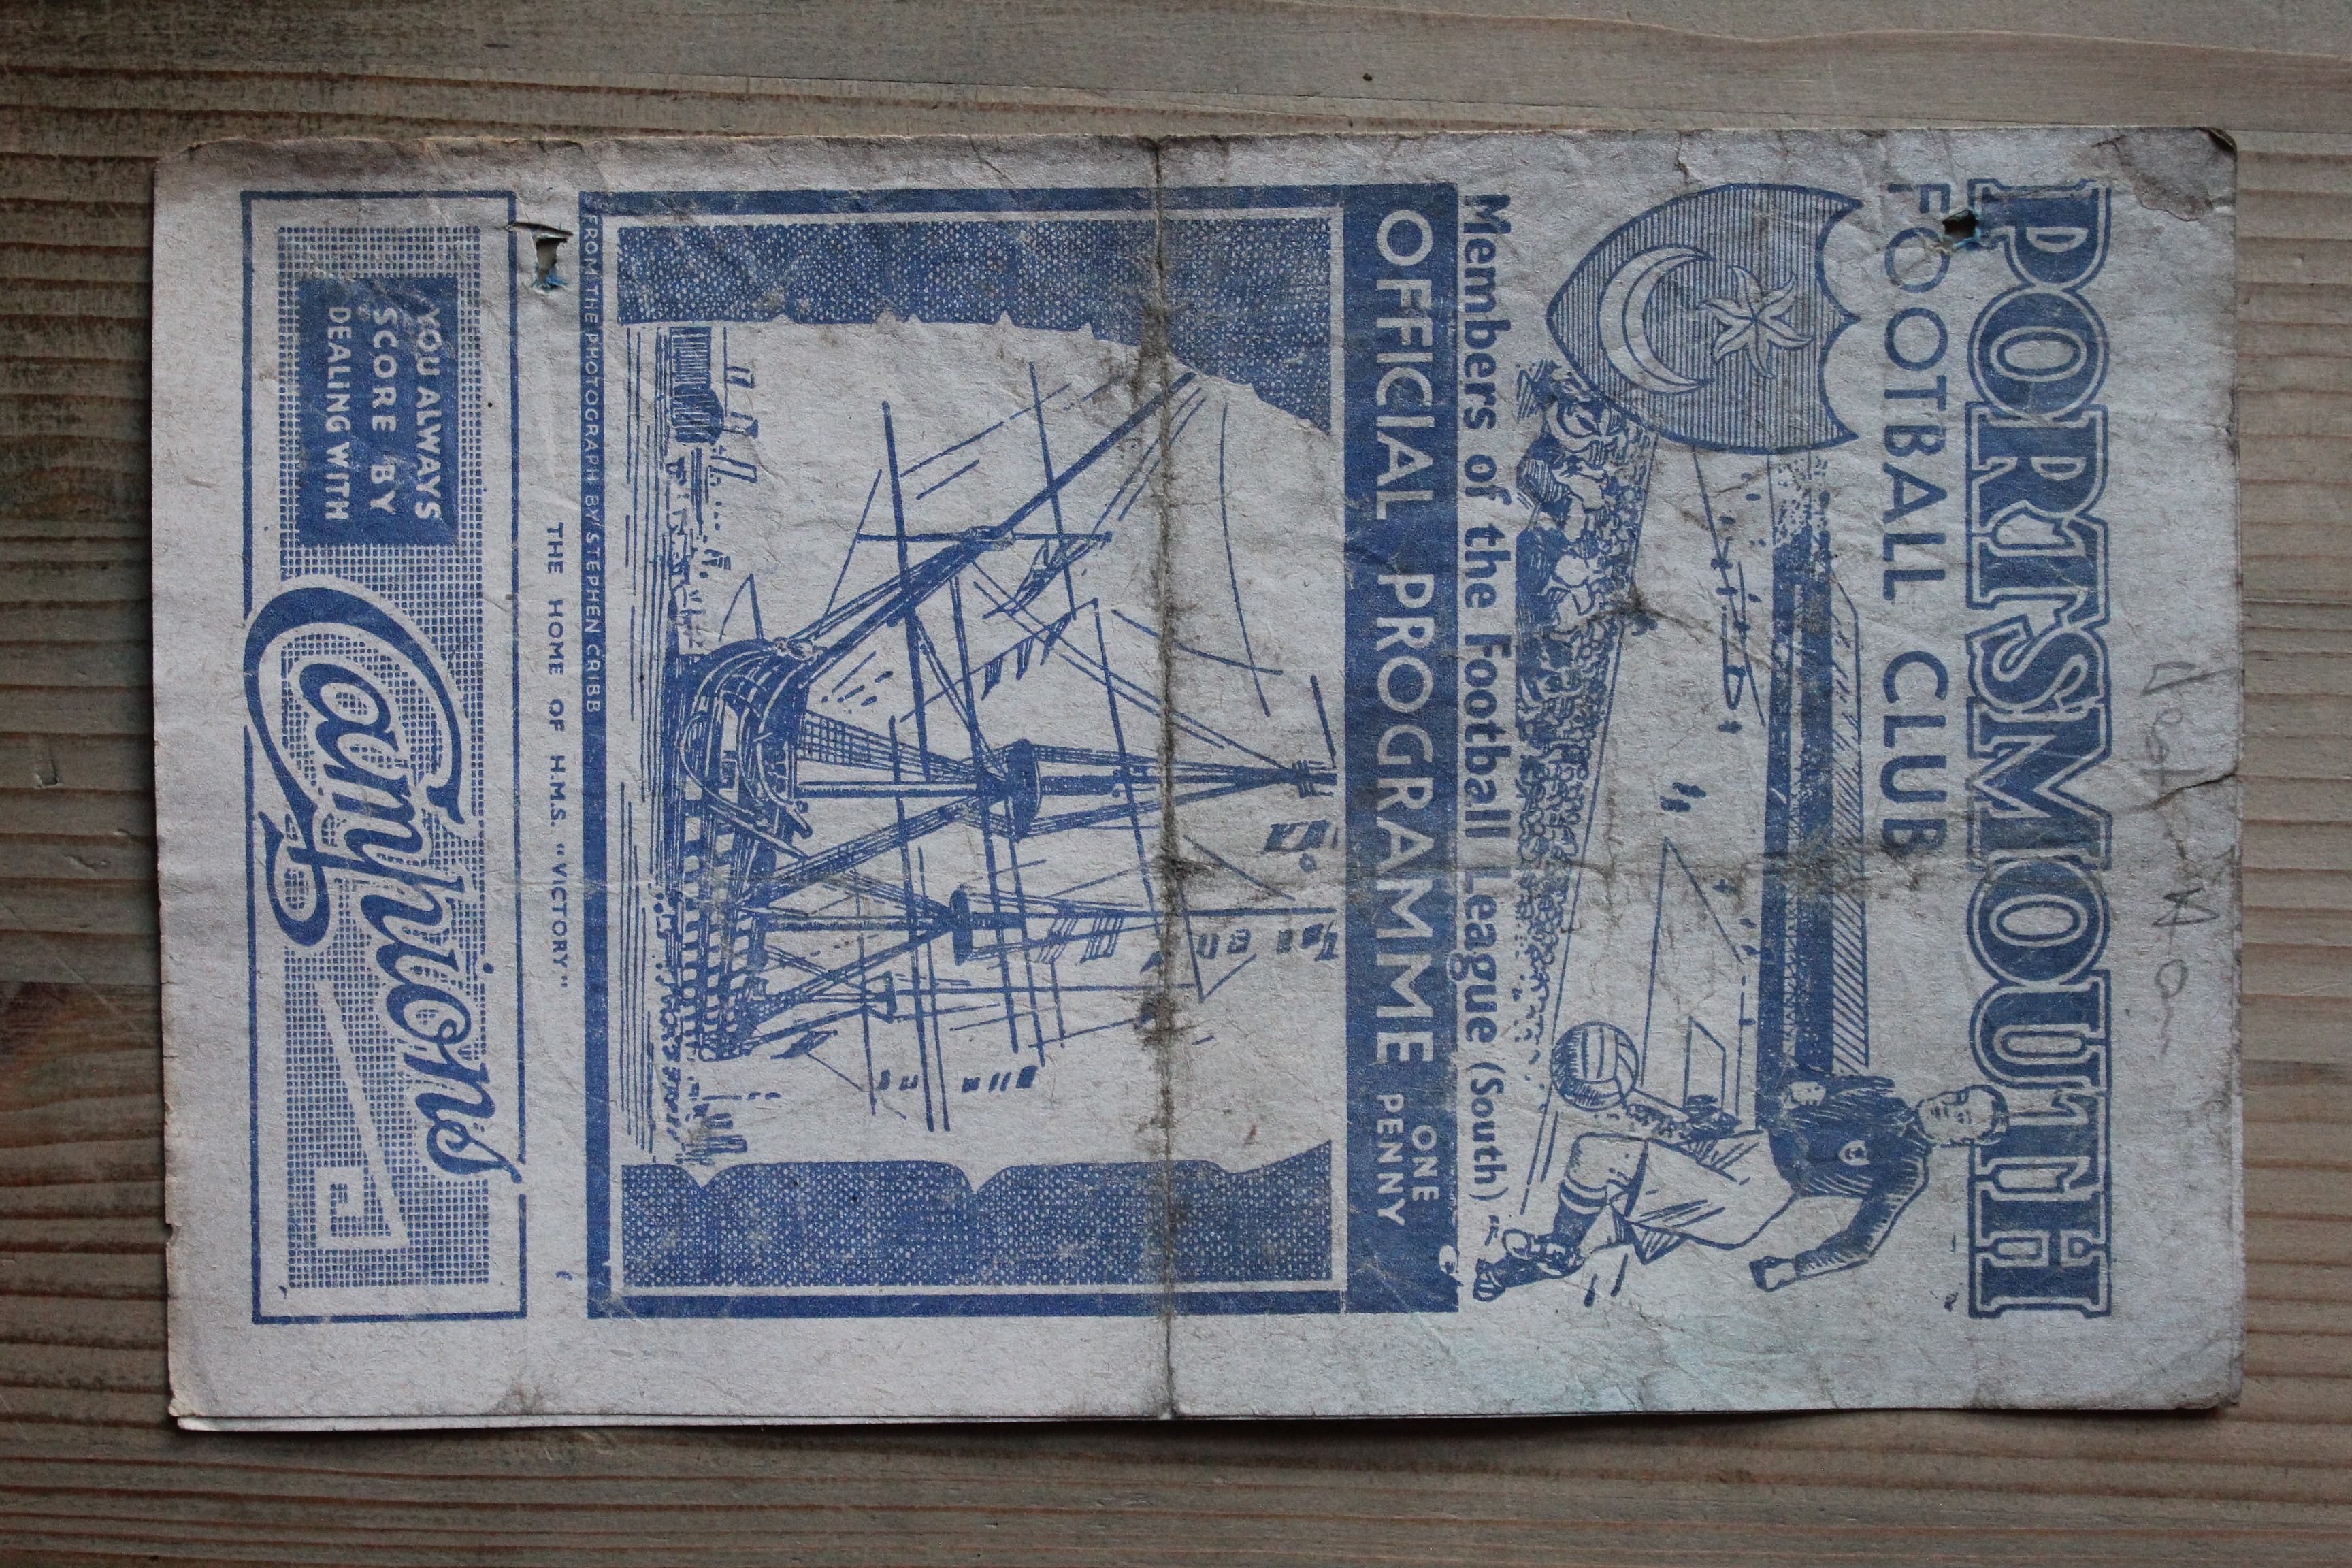 PORTSMOUTH
FOOTBALL CLUB
Members of the Football League (South)
OFFICIAL PROGRAMME ONE PENNY
FROM THE PHOTOGRAPH BY STEPHEN CRIBB
THE HOME OF H.M.S. "VICTORY."
YOU ALWAYS
SCORE BY
DEALING WITH
Campions